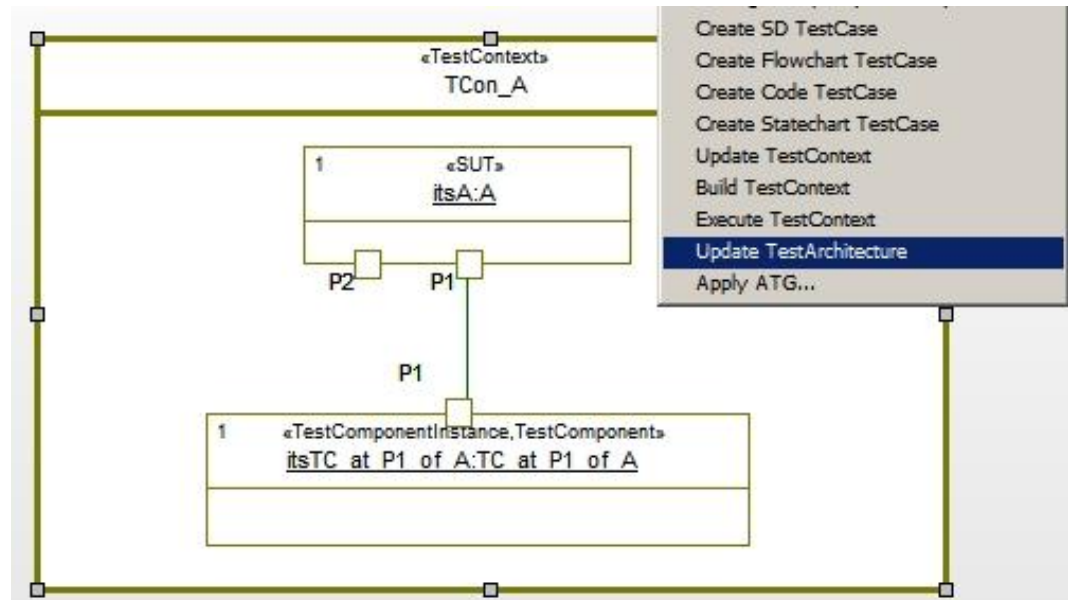 «TestContext»
TCon_A
1
«SUT»
itsA:A
P2
P1
P1
1
«TestComponentInstance,TestComponent»
itsTC_at_P1_of_A:TC_at_P1_of_A
Create SD TestCase
Create Flowchart TestCase
Create Code TestCase
Create Statechart TestCase
Update TestContext
Build TestContext
Execute TestContext
Update TestArchitecture
Apply ATG...